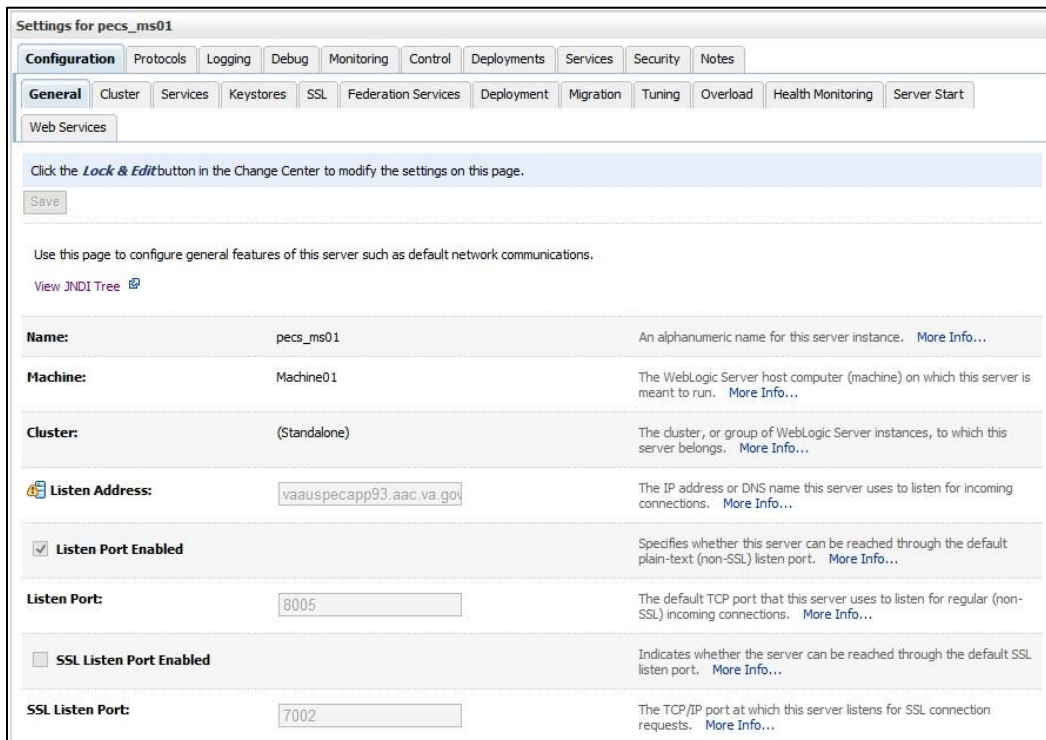 Settings for pecs_ms01
Configuration Protocols Logging Debug Monitoring Control Deployments Services Security Notes
General Cluster Services Keystores SSL Federation Services Deployment Migration Tuning Overload Health Monitoring Server Start
Web Services
Click the Lock & Edit button in the Change Center to modify the settings on this page.
Save
Use this page to configure general features of this server such as default network communications.
View JNDI Tree
Name: pecs_ms01 An alphanumeric name for this server instance. More Info...
Machine: Machine01 The WebLogic Server host computer (machine) on which this server is
meant to run. More Info...
Cluster: (Standalone) The cluster, or group of WebLogic Server instances, to which this
server belongs. More Info...
Listen Address: vaauspecapp93.aac.va.gov The IP address or DNS name this server uses to listen for incoming
connections. More Info...
Listen Port Enabled Specifies whether this server can be reached through the default
plain-text (non-SSL) listen port. More Info...
Listen Port: 8005 The default TCP port that this server uses to listen for regular (non-
SSL) incoming connections. More Info...
SSL Listen Port Enabled Indicates whether the server can be reached through the default SSL
listen port. More Info...
SSL Listen Port: 7002 The TCP/IP port at which this server listens for SSL connection
requests. More Info...